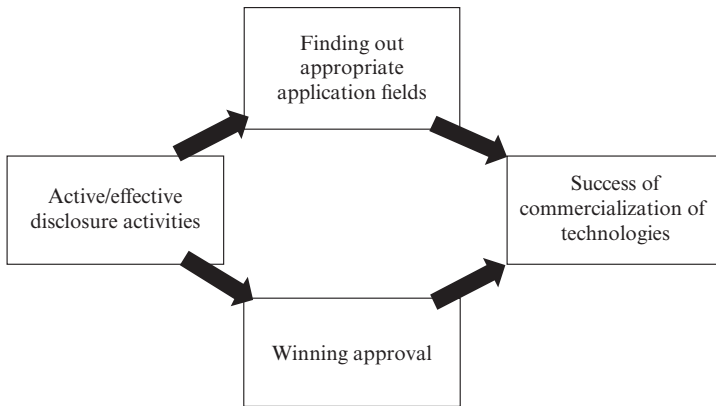 Finding out
appropriate
application fields
Active/effective
disclosure activities
Success of
commercialization of
technologies
Winning approval